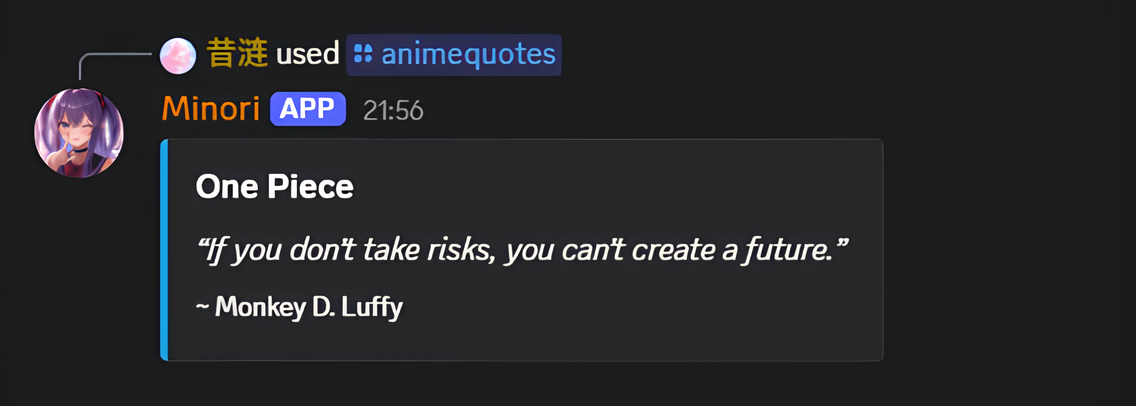 昔涟 used animequotes
Minori APP 21:56
One Piece
“If you don’t take risks, you can’t create a future.”
~ Monkey D. Luffy